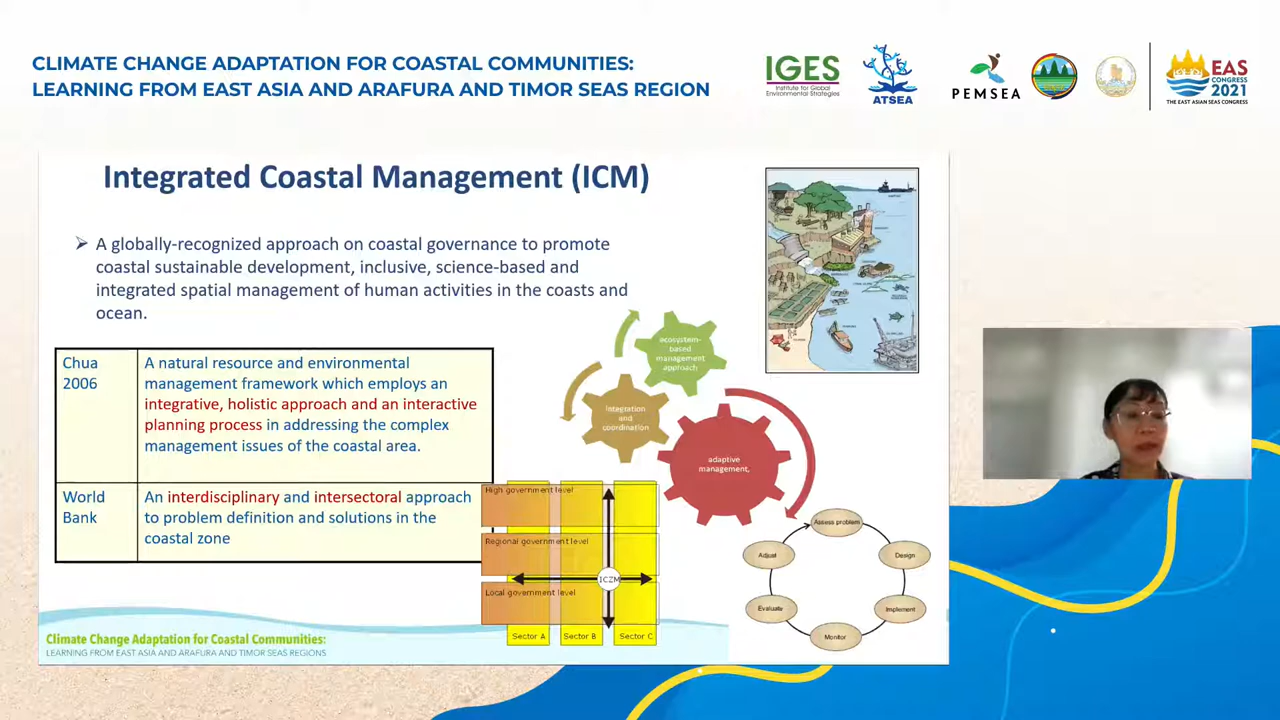 CLIMATE CHANGE ADAPTATION FOR COASTAL COMMUNITIES:
LEARNING FROM EAST ASIA AND ARAFURA AND TIMOR SEAS REGION
IGES
Institute for Global
Environmental Strategies
ATSEA
PEMSEA
EAS
CONGRESS
2021
THE EAST ASIAN SEAS CONGRESS
Integrated Coastal Management (ICM)
A globally-recognized approach on coastal governance to promote
coastal sustainable development, inclusive, science-based and
integrated spatial management of human activities in the coasts and
ocean.
Chua
2006
A natural resource and environmental
management framework which employs an
integrative, holistic approach and an interactive
planning process in addressing the complex
management issues of the coastal area.
World
Bank
An interdisciplinary and intersectoral approach
to problem definition and solutions in the
coastal zone
ecosystem-
based
management
approach
integration
and
coordination
adaptive
management,
High government level
Regional government level
ICZM
Local government level
Sector A
Sector B
Sector C
Assess problem
Design
Implement
Monitor
Evaluate
Adjust
Climate Change Adaptation for Coastal Communities:
LEARNING FROM EAST ASIA AND ARAFURA AND TIMOR SEAS REGIONS